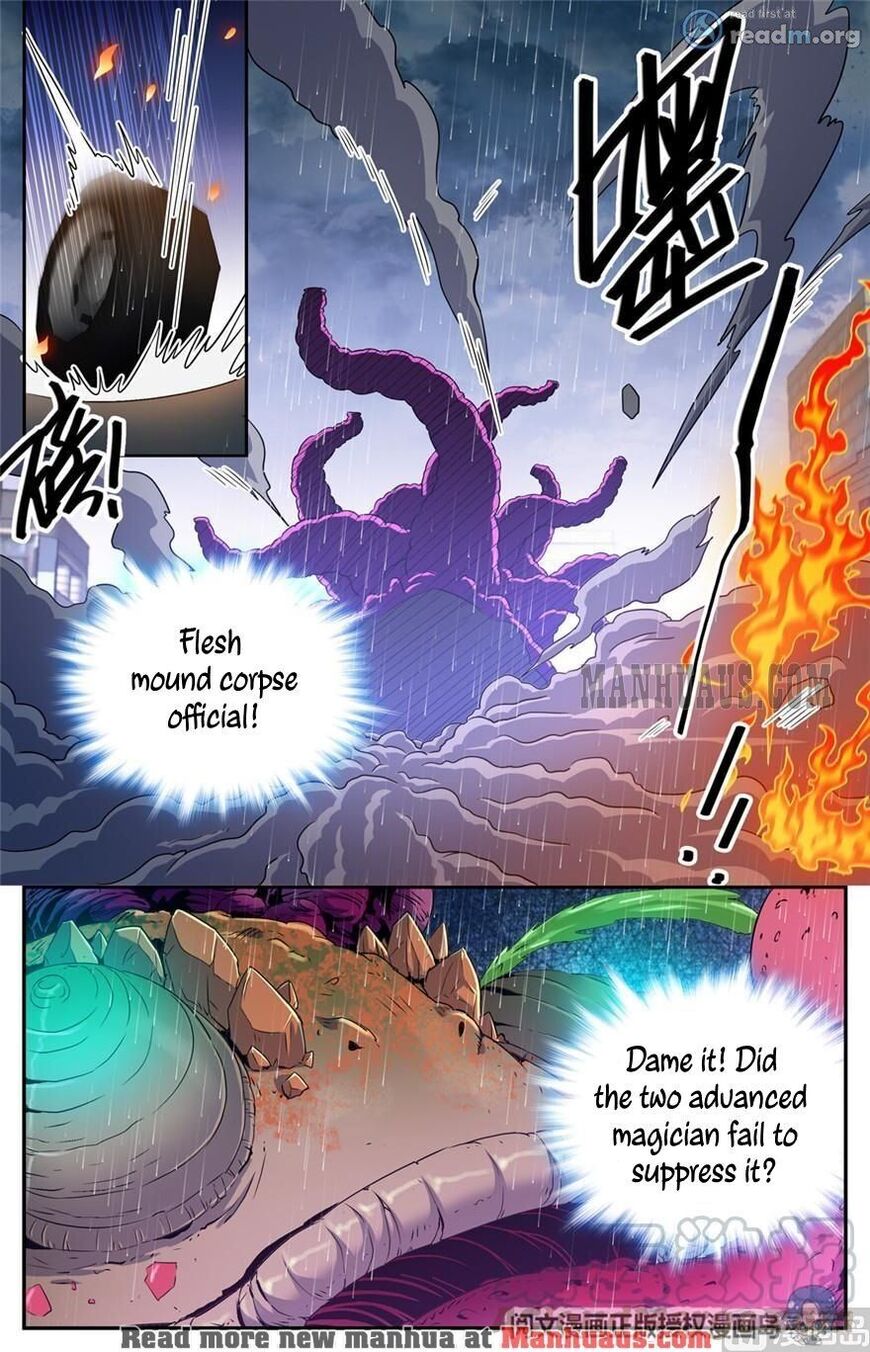 read first at
readm.org
Flesh
mound corpse
official!
MANHUAUS.COM
Dame it! Did
the two aduanced
magician fail to
suppress it?
阅文漫画正版授权漫画岛
Read more new manhua at Manhuaus.com